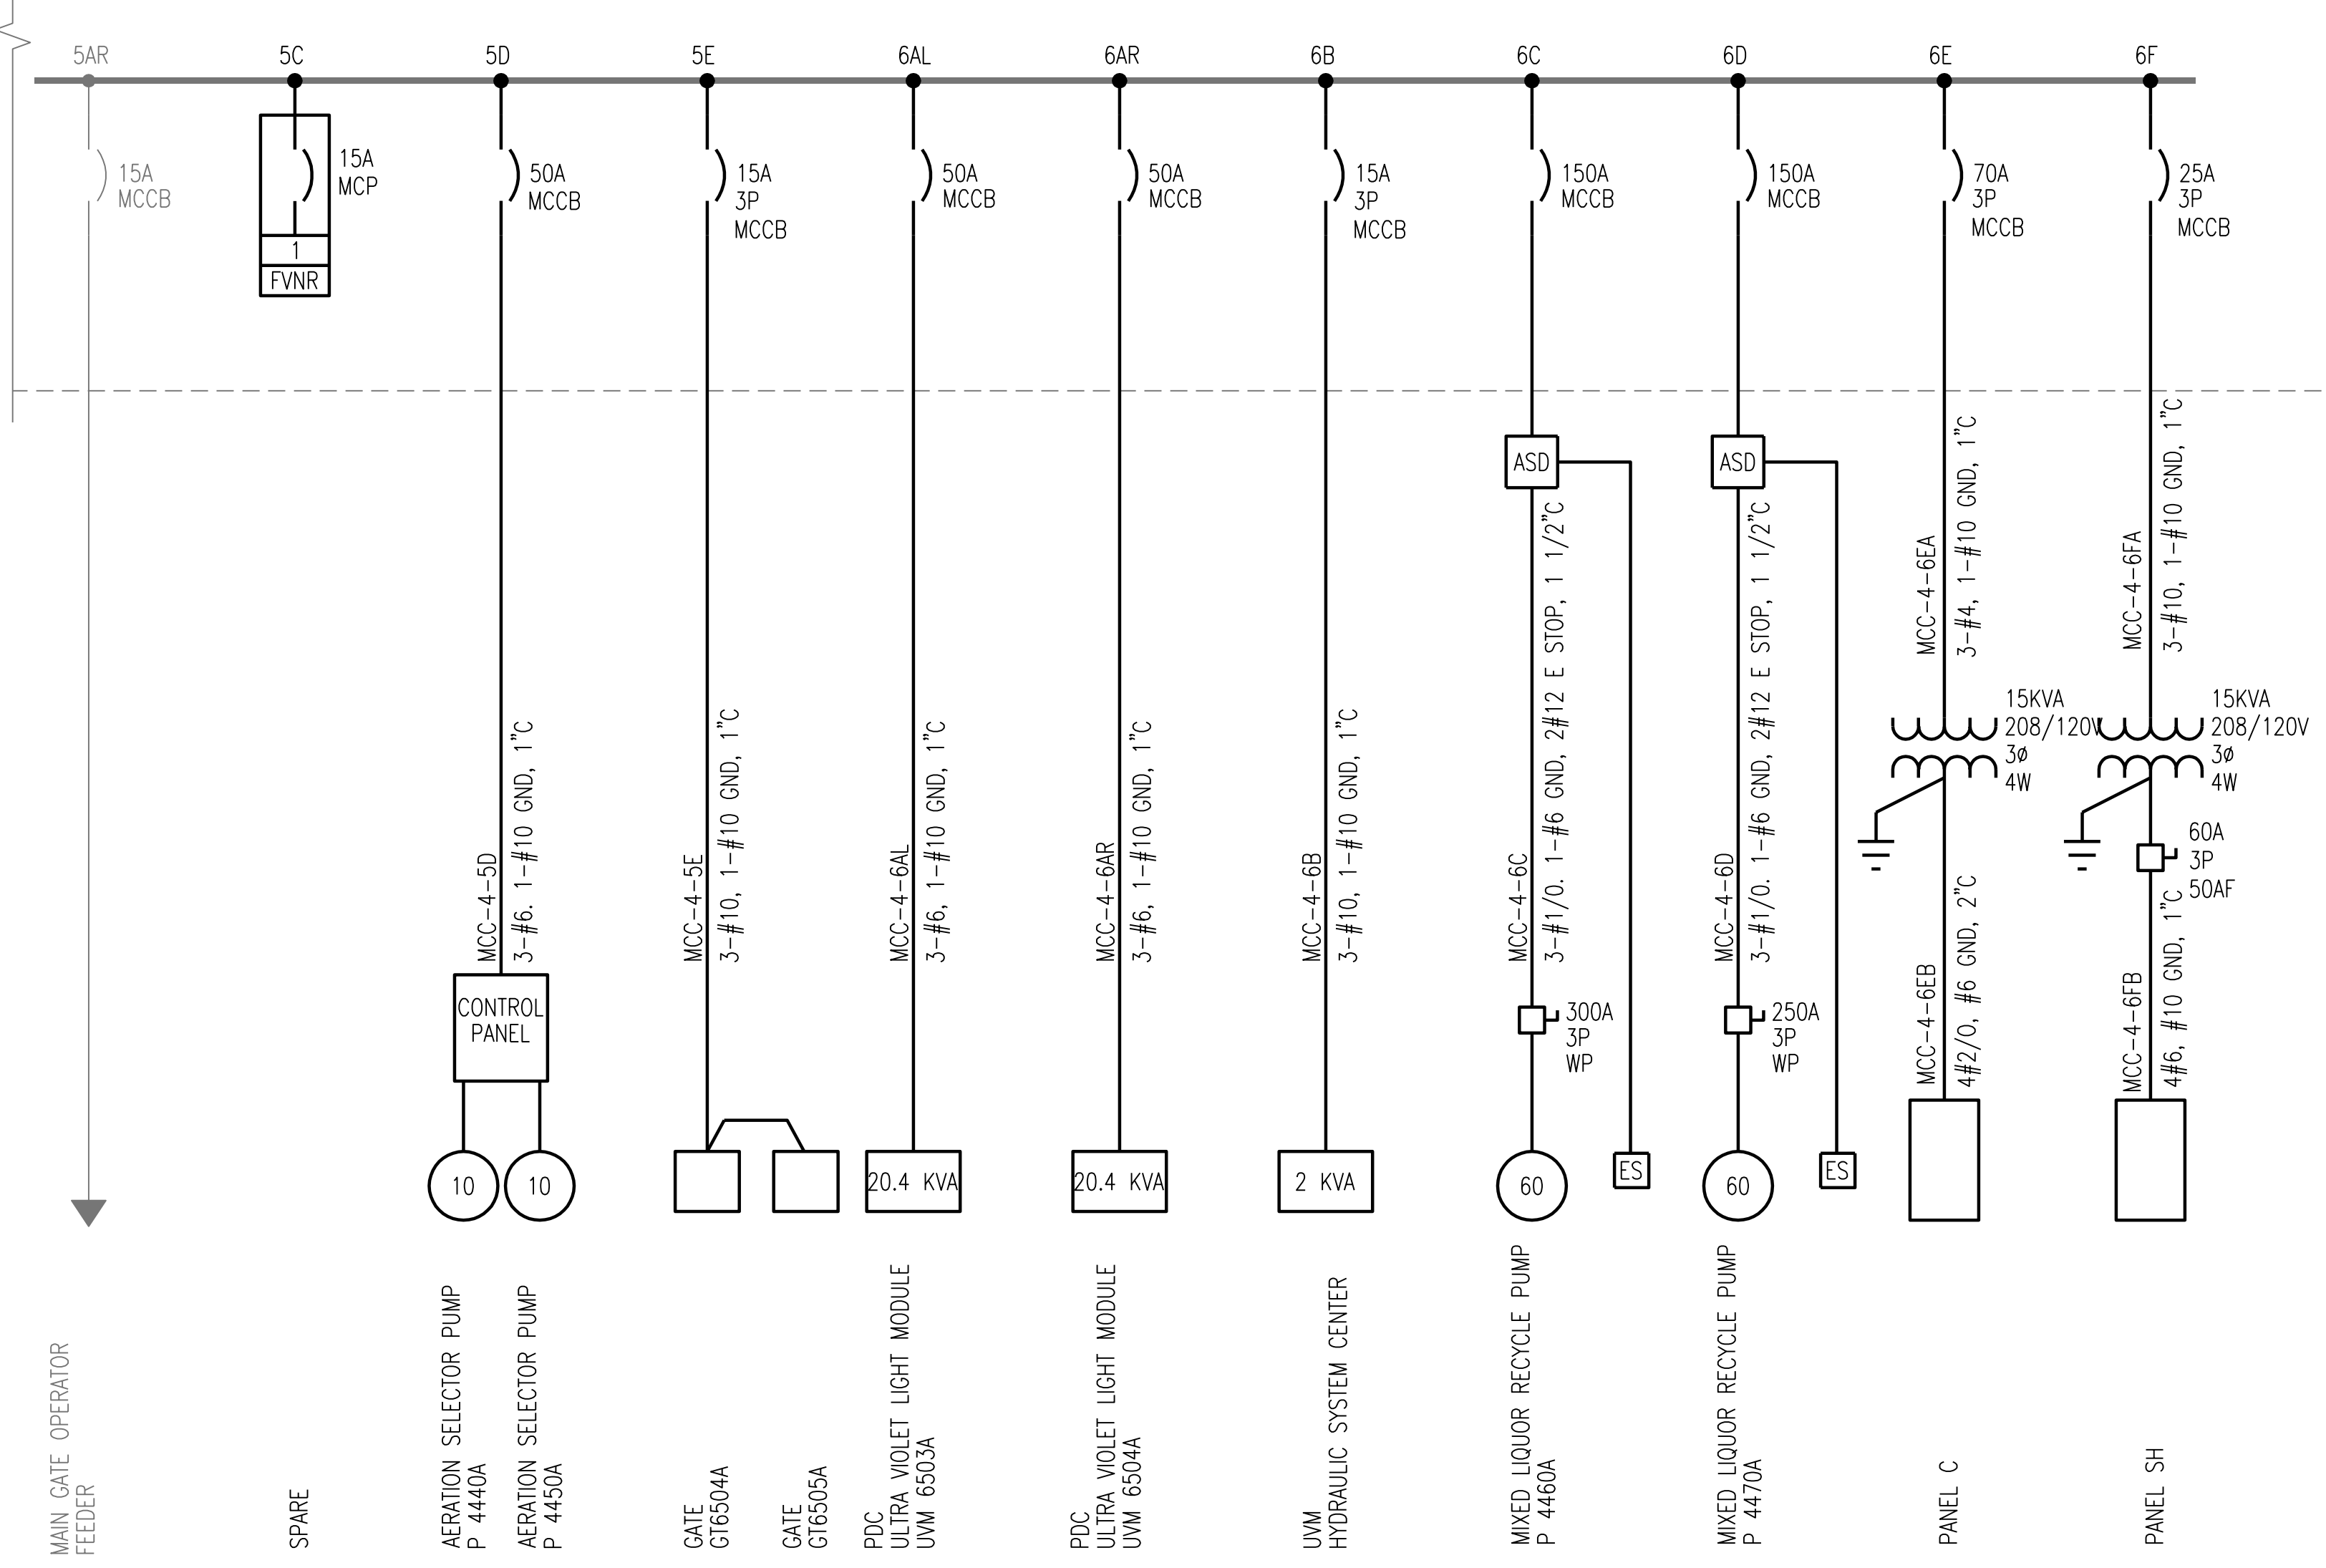 5AR
5C
5D
5E
6AL
6AR
6B
6C
6D
6E
6F
15A
MCCB
15A
MCP
1
FVNR
50A
MCCB
15A
3P
MCCB
50A
MCCB
50A
MCCB
15A
3P
MCCB
150A
MCCB
150A
MCCB
70A
3P
MCCB
25A
3P
MCCB
ASD
ASD
MCC-4-5D
3-#6. 1-#10 GND, 1"C
MCC-4-5E
3-#10, 1-#10 GND, 1"C
MCC-4-6AL
3-#6, 1-#10 GND, 1"C
MCC-4-6AR
3-#6, 1-#10 GND, 1"C
MCC-4-6B
3-#10, 1-#10 GND, 1"C
MCC-4-6C
3-#1/0. 1-#6 GND, 2#12 E STOP, 1 1/2"C
MCC-4-6D
3-#1/0. 1-#6 GND, 2#12 E STOP, 1 1/2"C
MCC-4-6EA
3-#4, 1-#10 GND, 1"C
MCC-4-6FA
3-#10, 1-#10 GND, 1"C
15KVA
208/120V
3ø
4W
15KVA
208/120V
3ø
4W
60A
3P
50AF
MCC-4-6EB
4#2/0, #6 GND, 2"C
MCC-4-6FB
4#6, #10 GND, 1"C
CONTROL
PANEL
300A
3P
WP
250A
3P
WP
10
10
20.4 KVA
20.4 KVA
2 KVA
60
ES
60
ES
MAIN GATE OPERATOR
FEEDER
SPARE
AERATION SELECTOR PUMP
P 4440A
AERATION SELECTOR PUMP
P 4450A
GATE
GT6504A
GATE
GT6505A
PDC
ULTRA VIOLET LIGHT MODULE
UVM 6503A
PDC
ULTRA VIOLET LIGHT MODULE
UVM 6504A
UVM
HYDRAULIC SYSTEM CENTER
MIXED LIQUOR RECYCLE PUMP
P 4460A
MIXED LIQUOR RECYCLE PUMP
P 4470A
PANEL C
PANEL SH